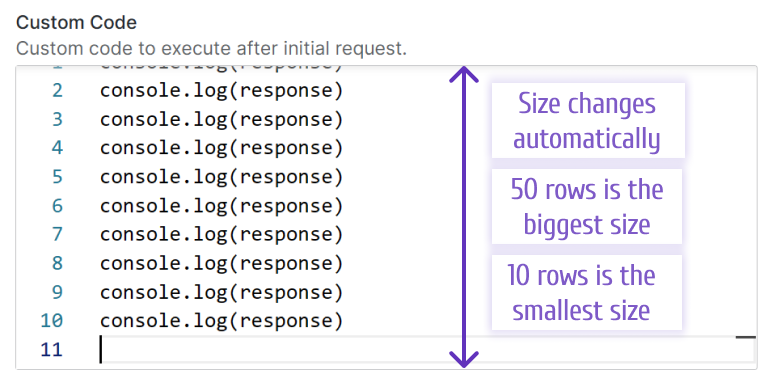 Custom Code
Custom code to execute after initial request.
1 console.log(response)
2 console.log(response)
3 console.log(response)
4 console.log(response)
5 console.log(response)
6 console.log(response)
7 console.log(response)
8 console.log(response)
9 console.log(response)
10 console.log(response)
11
Size changes
automatically
50 rows is the
biggest size
10 rows is the
smallest size